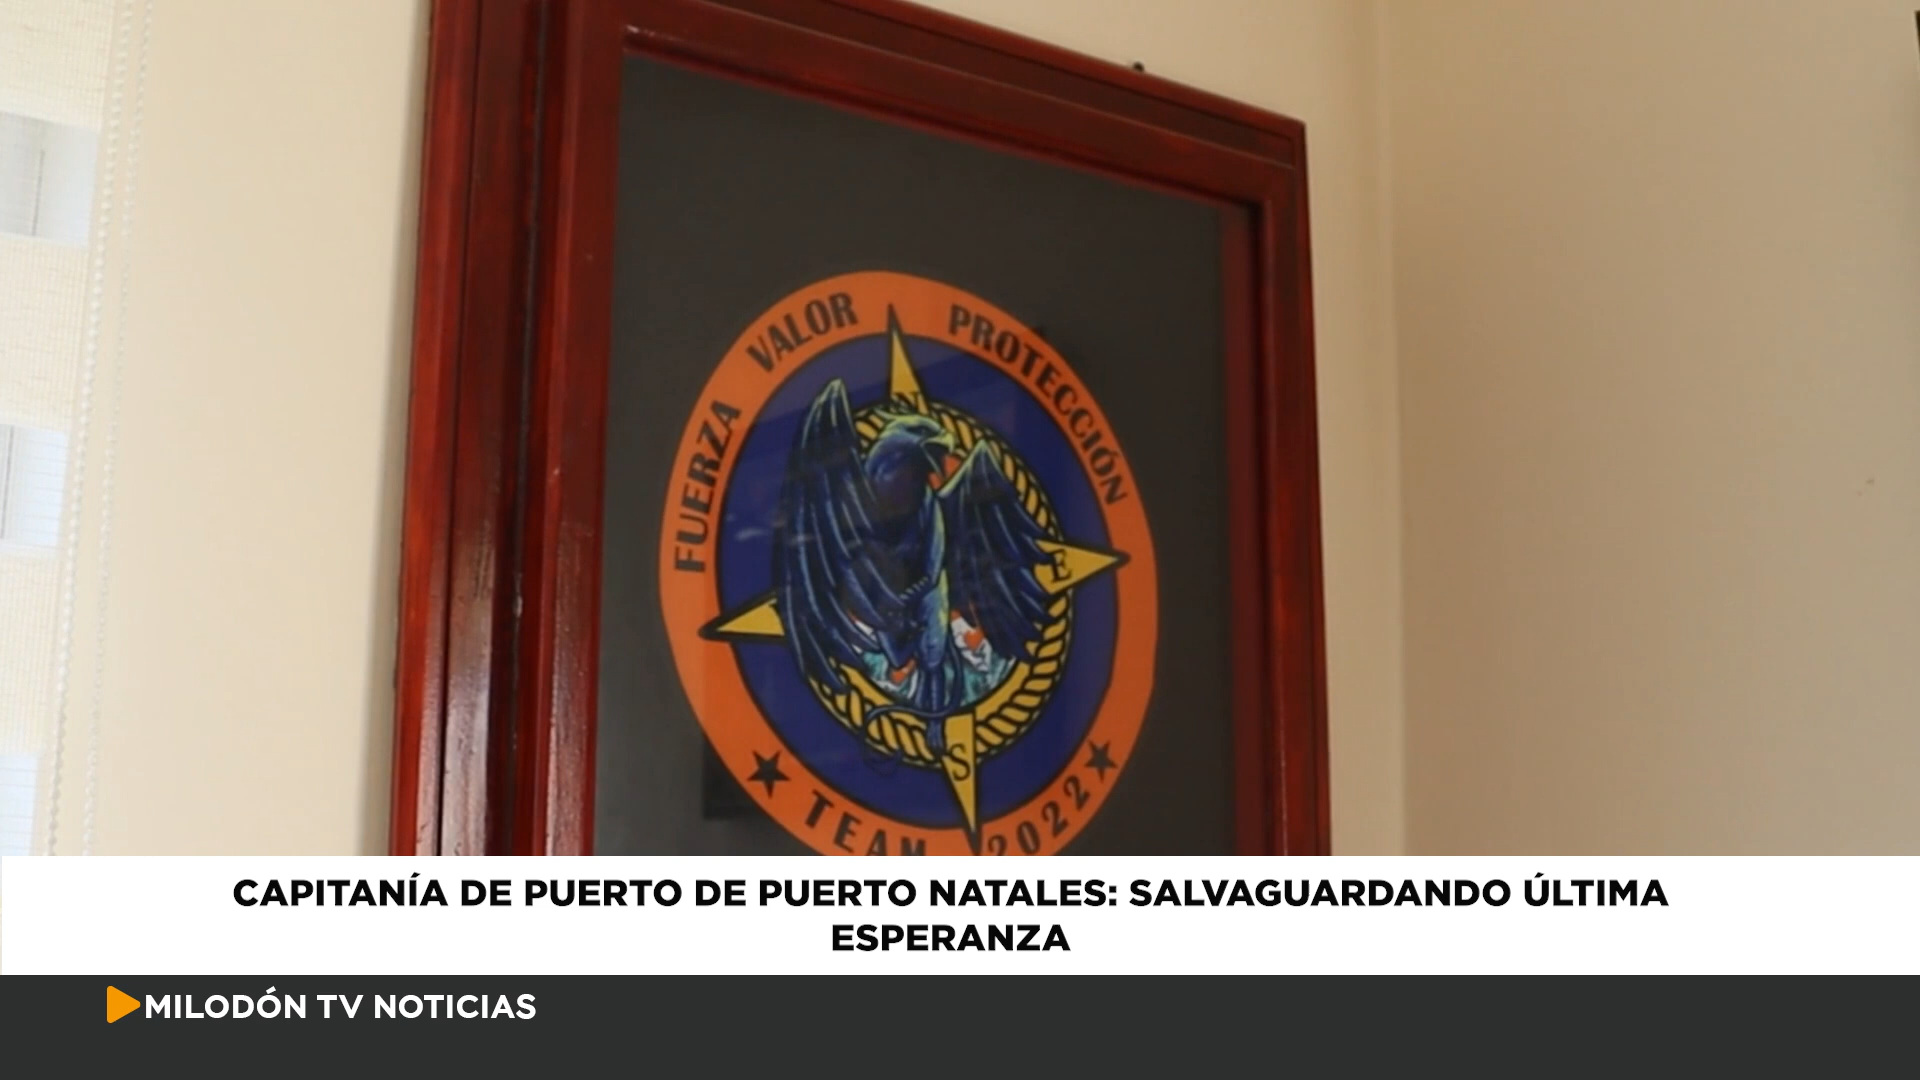 FUERZA VALOR PROTECCIÓN
N
E
S
TEAM 2022
CAPITANÍA DE PUERTO DE PUERTO NATALES: SALVAGUARDANDO ÚLTIMA
ESPERANZA
MILODÓN TV NOTICIAS